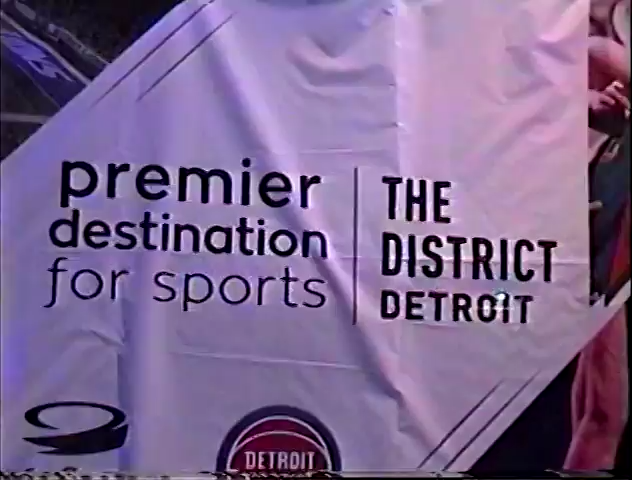 premier
destination
for sports
THE
DISTRICT
DETROIT
DETROIT